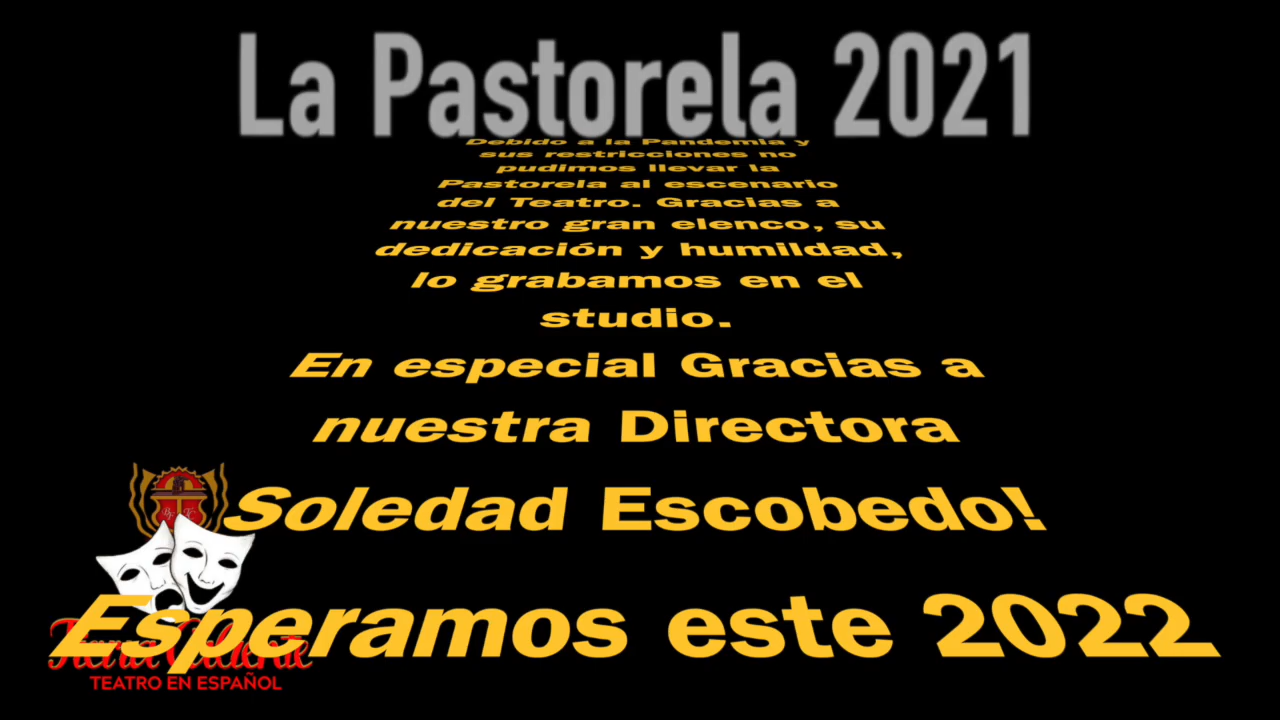 La Pastorela 2021
Debido a la Pandemia y
sus restricciones no
pudimos llevar la
Pastorela al escenario
del Teatro. Gracias a
nuestro gran elenco, su
dedicación y humildad,
lo grabamos en el
studio.
En especial Gracias a
nuestra Directora
Soledad Escobedo!
Esperamos este 2022
Tierra Caliente
TEATRO EN ESPAÑOL